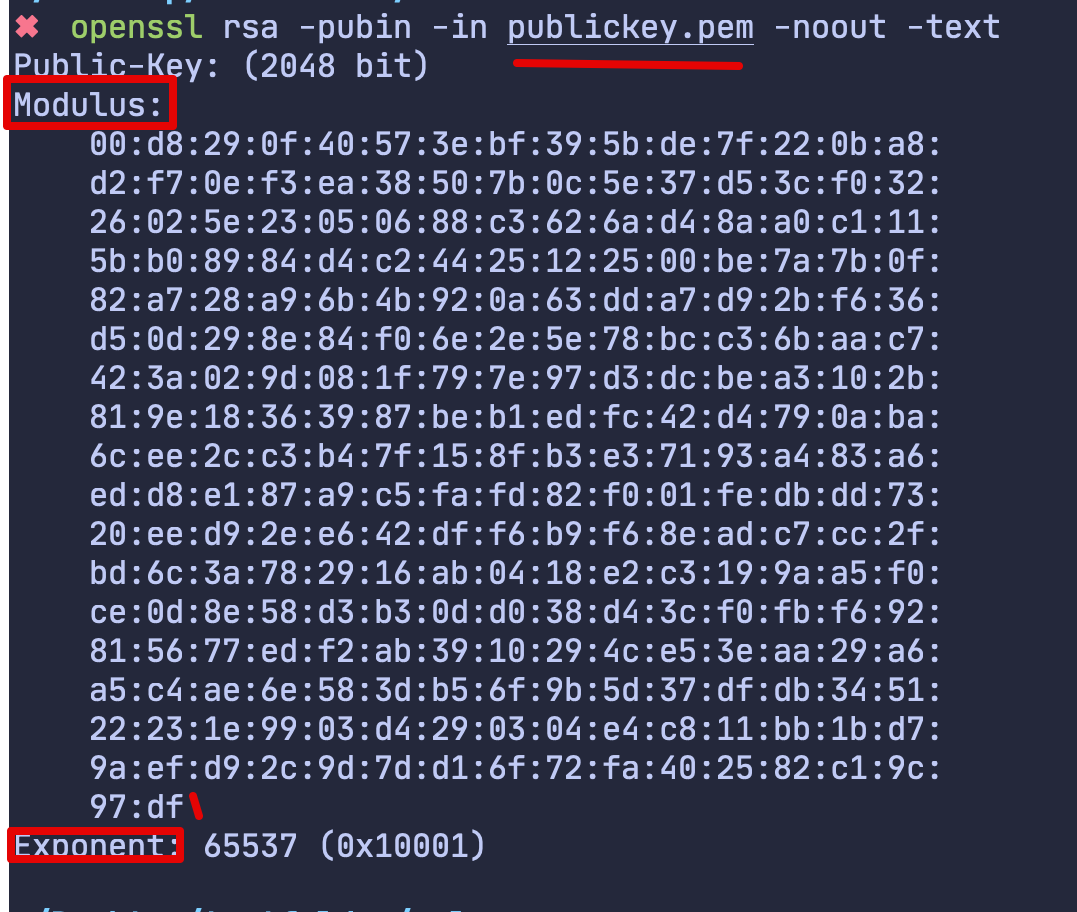 ✖ openssl rsa -pubin -in publickey.pem -noout -text
Public-Key: (2048 bit)
Modulus:
00:d8:29:0f:40:57:3e:bf:39:5b:de:7f:22:0b:a8:
d2:f7:0e:f3:ea:38:50:7b:0c:5e:37:d5:3c:f0:32:
26:02:5e:23:05:06:88:c3:62:6a:d4:8a:a0:c1:11:
5b:b0:89:84:d4:c2:44:25:12:25:00:be:7a:7b:0f:
82:a7:28:a9:6b:4b:92:0a:63:dd:a7:d9:2b:f6:36:
d5:0d:29:8e:84:f0:6e:2e:5e:78:bc:c3:6b:aa:c7:
42:3a:02:9d:08:1f:79:7e:97:d3:dc:be:a3:10:2b:
81:9e:18:36:39:87:be:b1:ed:fc:42:d4:79:0a:ba:
6c:ee:2c:c3:b4:7f:15:8f:b3:e3:71:93:a4:83:a6:
ed:d8:e1:87:a9:c5:fa:fd:82:f0:01:fe:db:dd:73:
20:ee:d9:2e:e6:42:df:f6:b9:f6:8e:ad:c7:cc:2f:
bd:6c:3a:78:29:16:ab:04:18:e2:c3:19:9a:a5:f0:
ce:0d:8e:58:d3:b3:0d:d0:38:d4:3c:f0:fb:f6:92:
81:56:77:ed:f2:ab:39:10:29:4c:e5:3e:aa:29:a6:
a5:c4:ae:6e:58:3d:b5:6f:9b:5d:37:df:db:34:51:
22:23:1e:99:03:d4:29:03:04:e4:c8:11:bb:1b:d7:
9a:ef:d9:2c:9d:7d:d1:6f:72:fa:40:25:82:c1:9c:
97:df
Exponent: 65537 (0x10001)